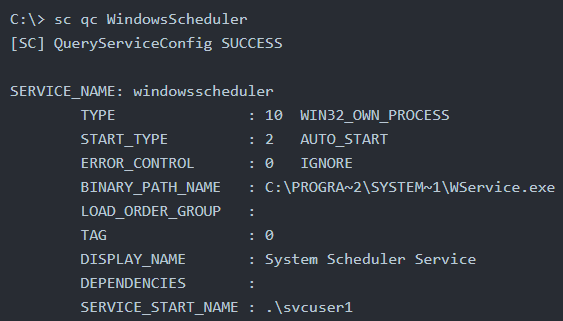 C:\> sc qc WindowsScheduler
[SC] QueryServiceConfig SUCCESS

SERVICE_NAME: windowsscheduler
        TYPE               : 10  WIN32_OWN_PROCESS
        START_TYPE         : 2   AUTO_START
        ERROR_CONTROL      : 0   IGNORE
        BINARY_PATH_NAME   : C:\PROGRA~2\SYSTEM~1\WService.exe
        LOAD_ORDER_GROUP   :
        TAG                : 0
        DISPLAY_NAME       : System Scheduler Service
        DEPENDENCIES       :
        SERVICE_START_NAME : .\svcuser1